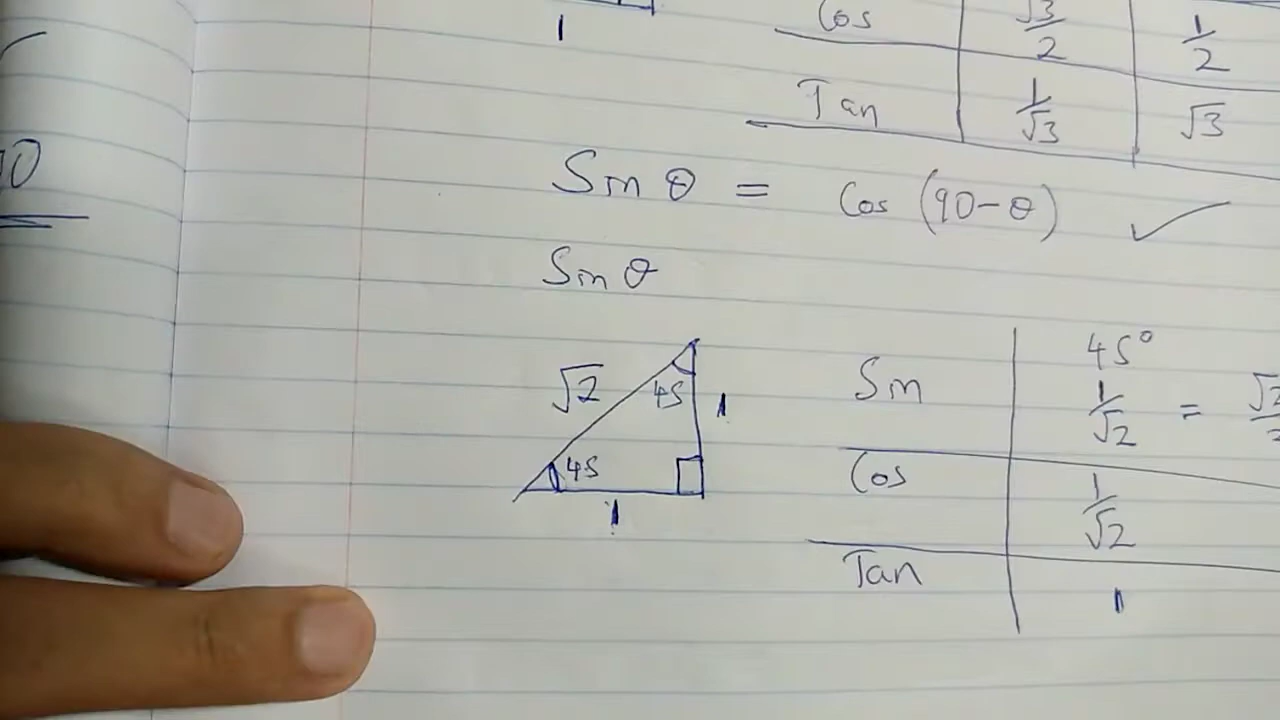 1
Cos √3/2 1/2
Tan 1/√3 √3
Sin θ = Cos (90-θ) ✓
Sin θ
√2 45 1
45
1
45°
Sin 1/√2 =
Cos 1/√2
Tan 1